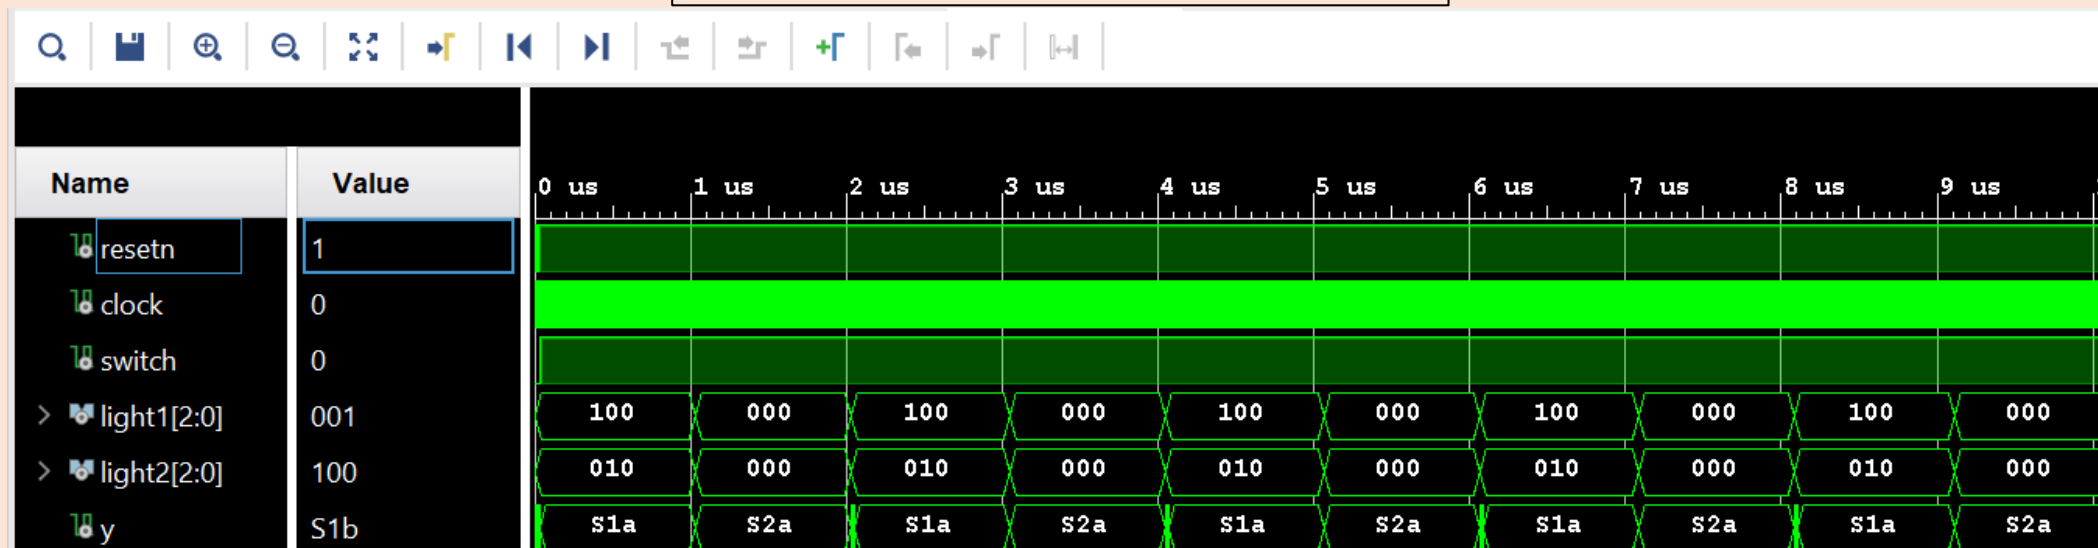 Name Value 0 us 1 us 2 us 3 us 4 us 5 us 6 us 7 us 8 us 9 us
resetn 1
clock 0
switch 0
light1[2:0] 001 100 000 100 000 100 000 100 000 100 000
light2[2:0] 100 010 000 010 000 010 000 010 000 010 000
y S1b S1a S2a S1a S2a S1a S2a S1a S2a S1a S2a